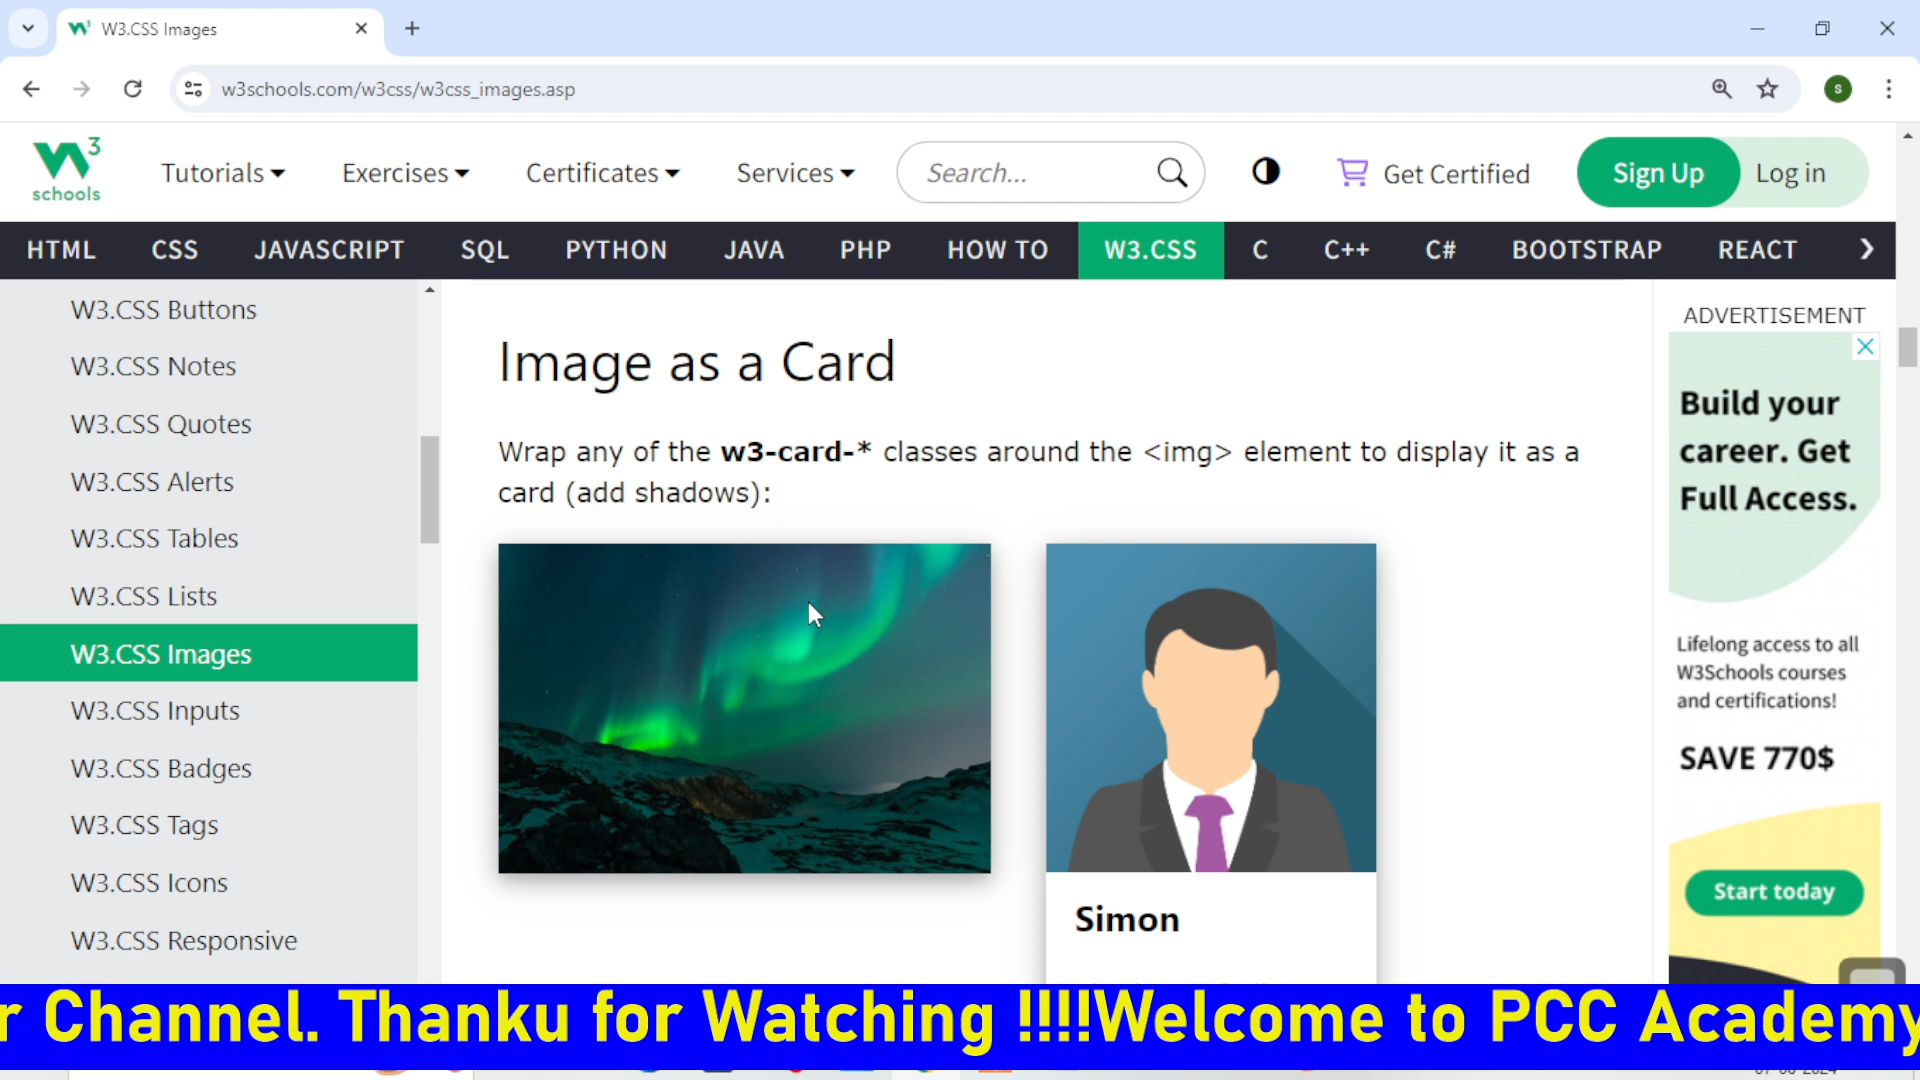 W3.CSS Images
w3schools.com/w3css/w3css_images.asp
S
3
schools
Tutorials
Exercises
Certificates
Services
Search...
Get Certified
Sign Up
Log in
HTML
CSS
JAVASCRIPT
SQL
PYTHON
JAVA
PHP
HOW TO
W3.CSS
C
C++
C#
BOOTSTRAP
REACT
W3.CSS Buttons
W3.CSS Notes
W3.CSS Quotes
W3.CSS Alerts
W3.CSS Tables
W3.CSS Lists
W3.CSS Images
W3.CSS Inputs
W3.CSS Badges
W3.CSS Tags
W3.CSS Icons
W3.CSS Responsive
Image as a Card
Wrap any of the w3-card-* classes around the <img> element to display it as a
card (add shadows):
Simon
ADVERTISEMENT
Build your
career. Get
Full Access.
Lifelong access to all
W3Schools courses
and certifications!
SAVE 770$
Start today
r Channel. Thanku for Watching !!!!Welcome to PCC Academy